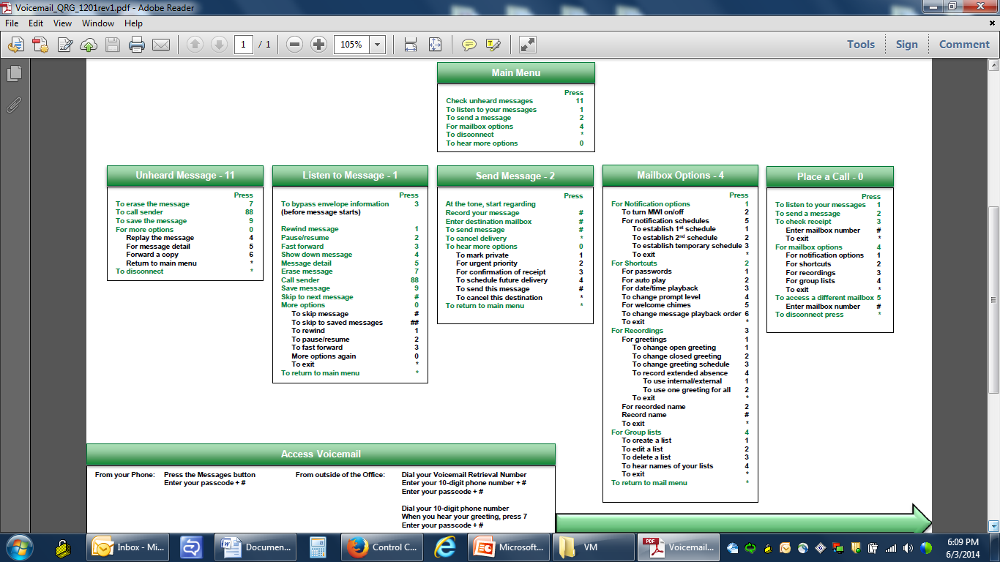 Voicemail_QRG_1201rev1.pdf - Adobe Reader
File Edit View Window Help
1 / 1 105% Tools Sign Comment
Main Menu
Press
Check unheard messages 11
To listen to your messages 1
To send a message 2
For mailbox options 4
To disconnect *
To hear more options 0
Unheard Message - 11
Press
To erase the message 7
To call sender 88
To save the message 9
For more options 0
Replay the message 4
For message detail 5
Forward a copy 6
Return to main menu *
To disconnect *
Listen to Message - 1
Press
To bypass envelope information 3
(before message starts)
Rewind message 1
Pause/resume 2
Fast forward 3
Show down message 4
Message detail 5
Erase message 7
Call sender 88
Save message 9
Skip to next message #
More options 0
To skip message #
To skip to saved messages ##
To rewind 1
To pause/resume 2
To fast forward 3
More options again 0
To exit *
To return to main menu *
Send Message - 2
Press
At the tone, start regarding
Record your message #
Enter destination mailbox #
To send message #
To cancel delivery *
To hear more options 0
To mark private 1
For urgent priority 2
For confirmation of receipt 3
To schedule future delivery 4
To send this message #
To cancel this destination *
To return to main menu *
Mailbox Options - 4
Press
For Notification options 1
To turn MWI on/off 2
For notification schedules 5
To establish 1st schedule 1
To establish 2nd schedule 2
To establish temporary schedule 3
To exit *
For Shortcuts 2
For passwords 1
For auto play 2
For date/time playback 3
To change prompt level 4
For welcome chimes 5
To change message playback order 6
To exit *
For Recordings 3
For greetings 1
To change open greeting 1
To change closed greeting 2
To change greeting schedule 3
To record extended absence 4
To use internal/external 1
To use one greeting for all 2
To exit *
For recorded name 2
Record name #
To exit *
For Group lists 4
To create a list 1
To edit a list 2
To delete a list 3
To hear names of your lists 4
To exit *
To return to mail menu *
Place a Call - 0
Press
To listen to your messages 1
To send a message 2
To check receipt 3
Enter mailbox number #
To exit *
For mailbox options 4
For notification options 1
For shortcuts 2
For recordings 3
For group lists 4
To exit *
To access a different mailbox 5
Enter mailbox number #
To disconnect press *
Access Voicemail
From your Phone: Press the Messages button
Enter your passcode + #
From outside of the Office: Dial your Voicemail Retrieval Number
Enter your 10-digit phone number + #
Enter your passcode + #
Dial your 10-digit phone number
When you hear your greeting, press 7
Enter your passcode + #
Inbox - Mi... Documen... Control C... Microsoft... VM Voicemail...
6:09 PM
6/3/2014